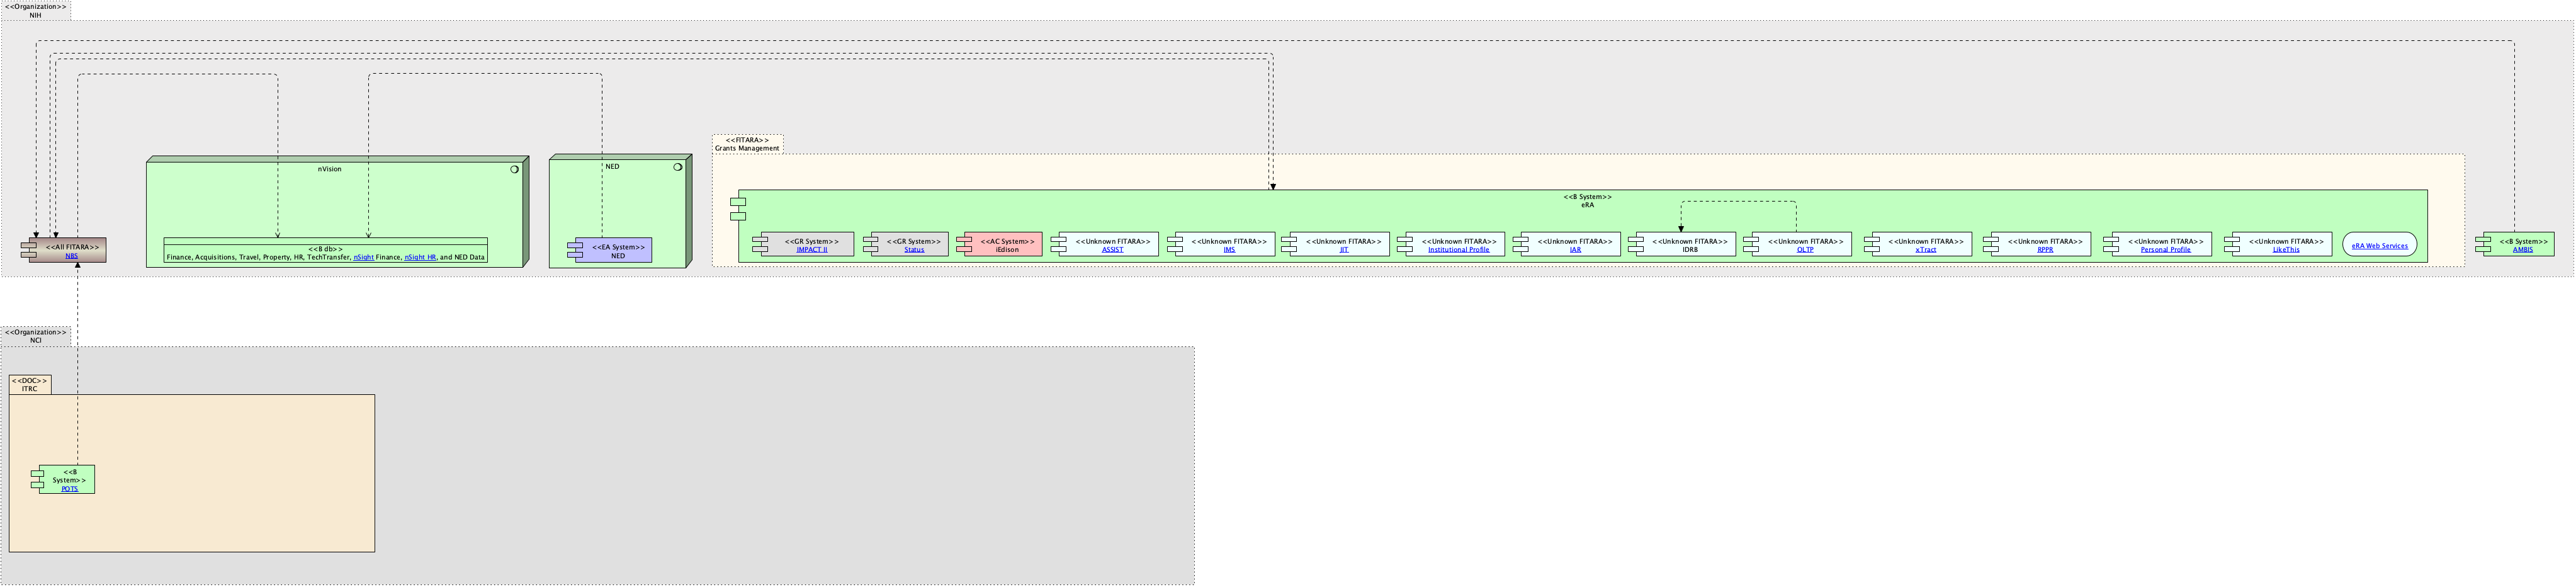 <<Organization>>
NIH
<<FITARA>>
Grants Management
nVision
NED
<<B System>>
eRA
<<All FITARA>>
NBS
<<B db>>
Finance, Acquisitions, Travel, Property, HR, TechTransfer, nSight Finance, nSight HR, and NED Data
<<EA System>>
NED
<<GR System>>
IMPACT II
<<GR System>>
Status
<<AC System>>
iEdison
<<Unknown FITARA>>
ASSIST
<<Unknown FITARA>>
IMS
<<Unknown FITARA>>
JIT
<<Unknown FITARA>>
Institutional Profile
<<Unknown FITARA>>
IAR
<<Unknown FITARA>>
IDRB
<<Unknown FITARA>>
OLTP
<<Unknown FITARA>>
xTract
<<Unknown FITARA>>
RPPR
<<Unknown FITARA>>
Personal Profile
<<Unknown FITARA>>
LikeThis
eRA Web Services
<<B System>>
AMBIS
<<Organization>>
NCI
<<DOC>>
ITRC
<<B
System>>
POTS